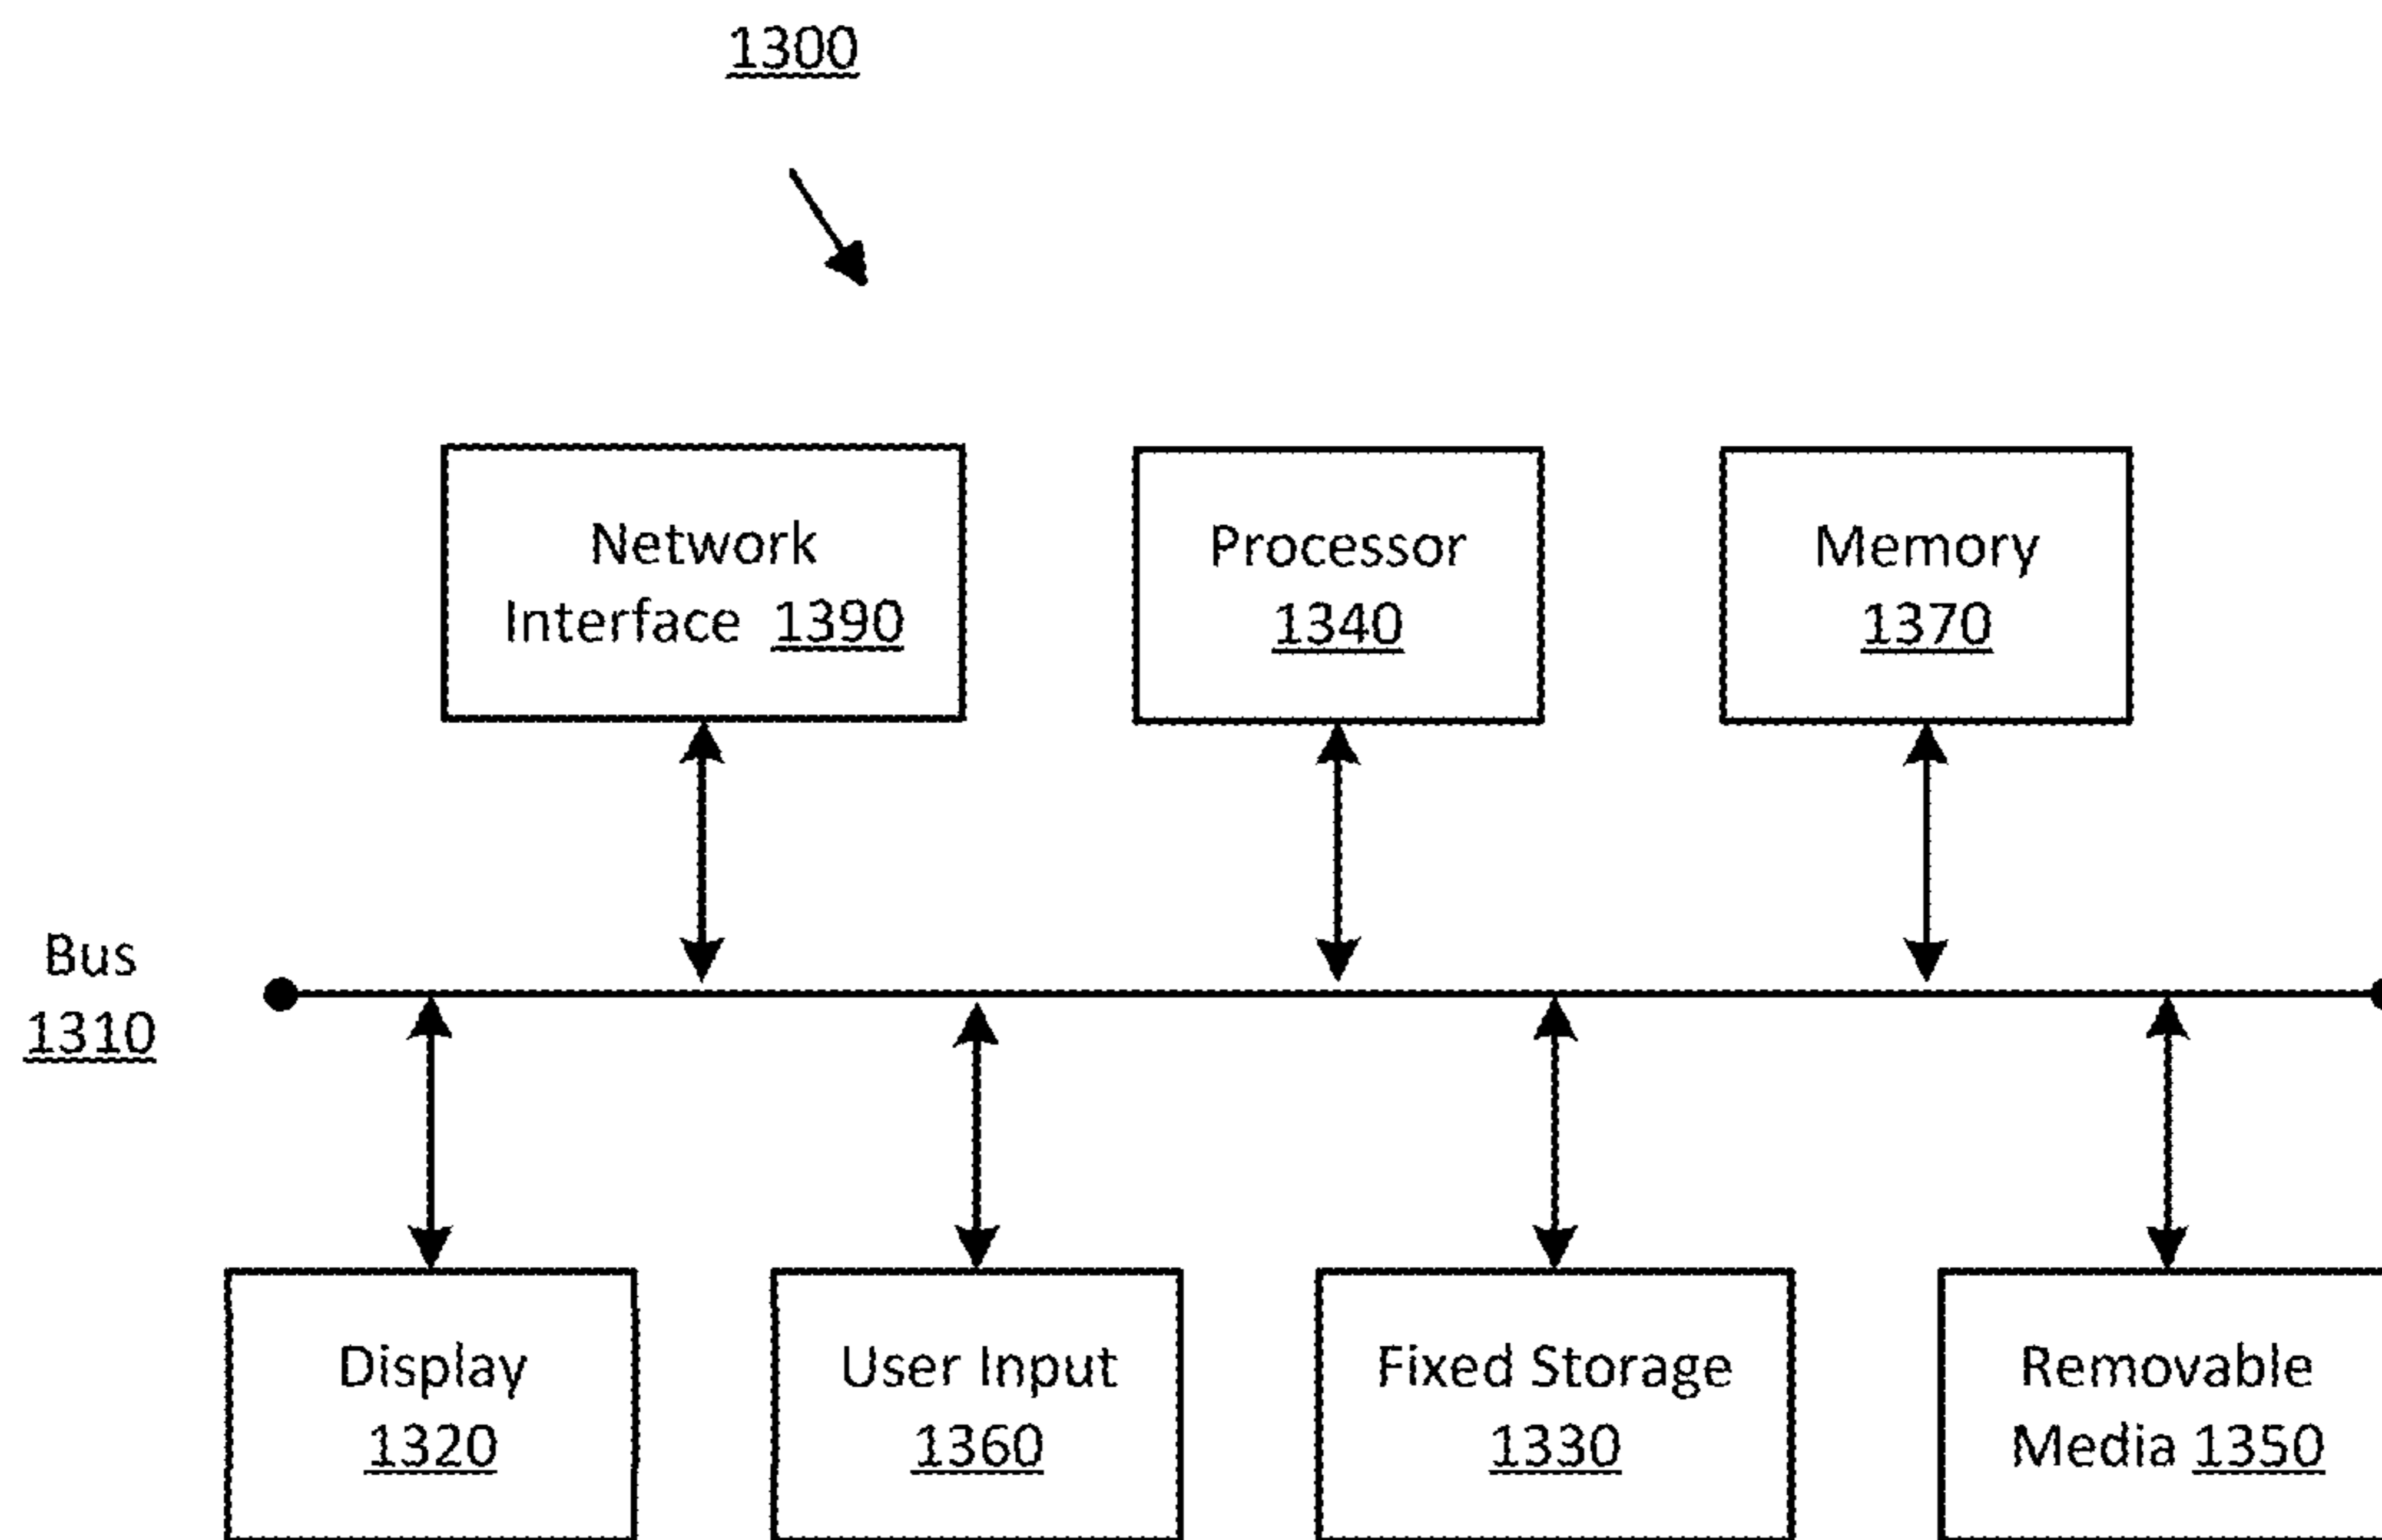 1300
Network
Interface 1390
Processor
1340
Memory
1370
Bus
1310
Display
1320
User Input
1360
Fixed Storage
1330
Removable
Media 1350